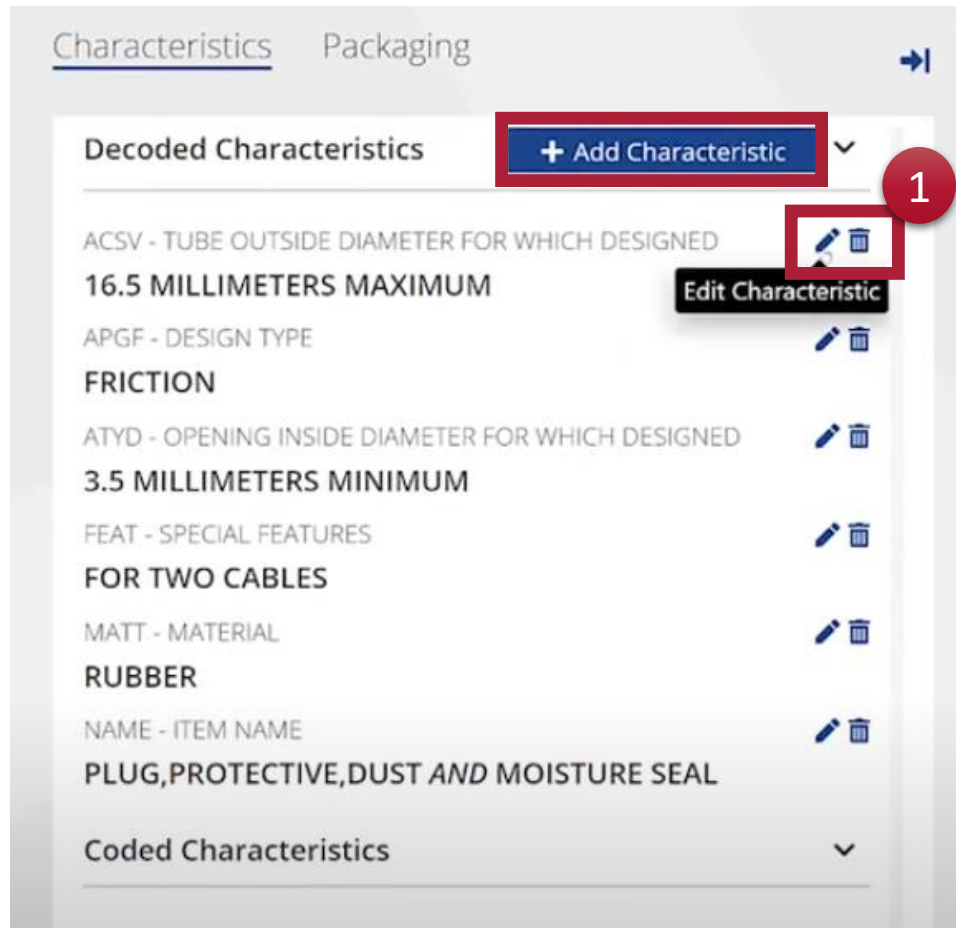 Characteristics Packaging
Decoded Characteristics + Add Characteristic
1
ACSV - TUBE OUTSIDE DIAMETER FOR WHICH DESIGNED
16.5 MILLIMETERS MAXIMUM
Edit Characteristic
APGF - DESIGN TYPE
FRICTION
ATYD - OPENING INSIDE DIAMETER FOR WHICH DESIGNED
3.5 MILLIMETERS MINIMUM
FEAT - SPECIAL FEATURES
FOR TWO CABLES
MATT - MATERIAL
RUBBER
NAME - ITEM NAME
PLUG,PROTECTIVE,DUST AND MOISTURE SEAL
Coded Characteristics